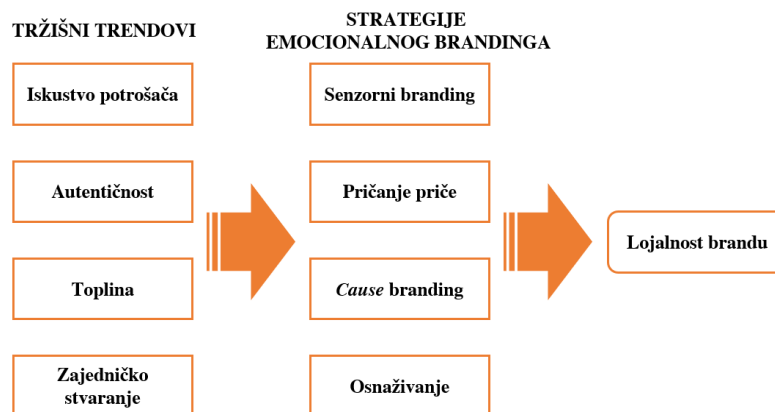 TRŽIŠNI TRENDOVI
STRATEGIJE
EMOCIONALNOG BRANDINGA
Iskustvo potrošača
Senzorni branding
Autentičnost
Pričanje priče
Lojalnost brandu
Toplina
Cause branding
Zajedničko
stvaranje
Osnaživanje